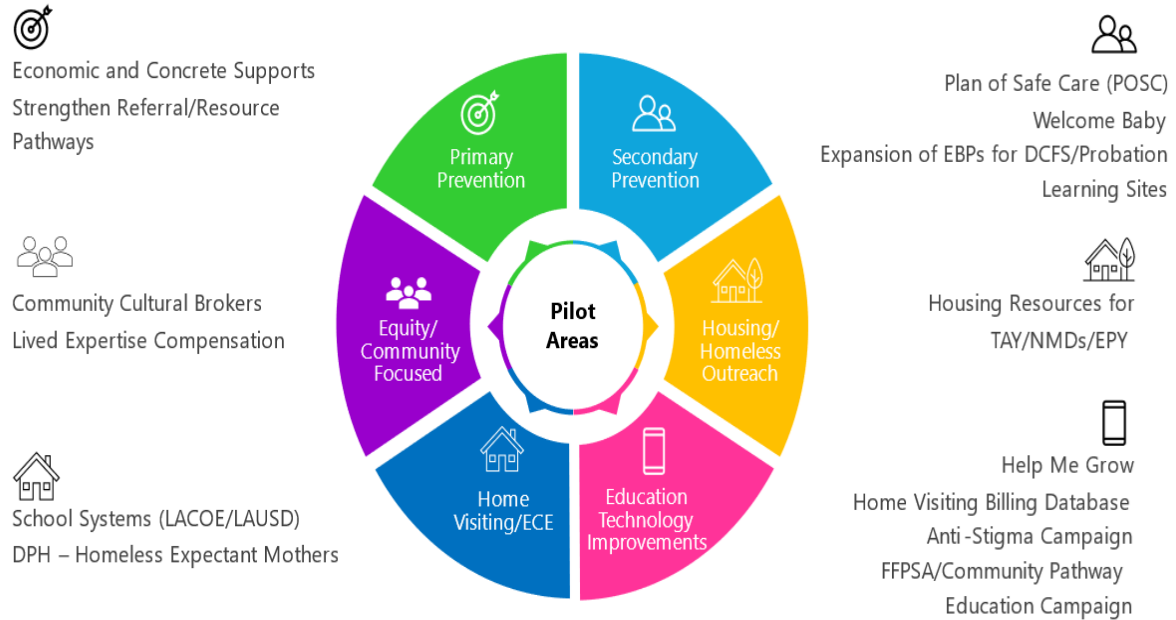 Economic and Concrete Supports
Strengthen Referral/Resource
Pathways
Community Cultural Brokers
Lived Expertise Compensation
School Systems (LACOE/LAUSD)
DPH – Homeless Expectant Mothers
Primary
Prevention
Secondary
Prevention
Equity/
Community
Focused
Pilot
Areas
Housing/
Homeless
Outreach
Home
Visiting/ECE
Education
Technology
Improvements
Plan of Safe Care (POSC)
Welcome Baby
Expansion of EBPs for DCFS/Probation
Learning Sites
Housing Resources for
TAY/NMDs/EPY
Help Me Grow
Home Visiting Billing Database
Anti-Stigma Campaign
FFPSA/Community Pathway
Education Campaign